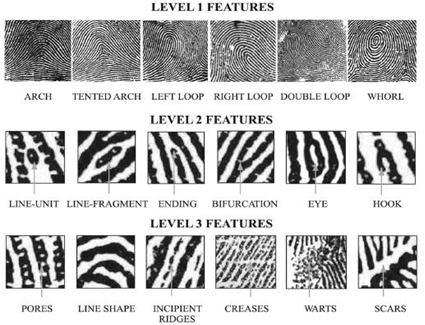 LEVEL 1 FEATURES
ARCH TENTED ARCH LEFT LOOP RIGHT LOOP DOUBLE LOOP WHORL
LEVEL 2 FEATURES
LINE-UNIT LINE-FRAGMENT ENDING BIFURCATION EYE HOOK
LEVEL 3 FEATURES
PORES LINE SHAPE INCIPIENT RIDGES CREASES WARTS SCARS